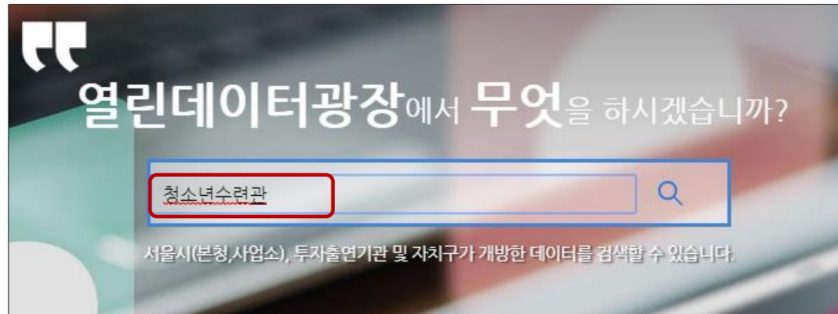 열린데이터광장에서 무엇을 하시겠습니까?
청소년수련관
서울시(본청,사업소), 투자출연기관 및 자치구가 개방한 데이터를 검색할 수 있습니다.